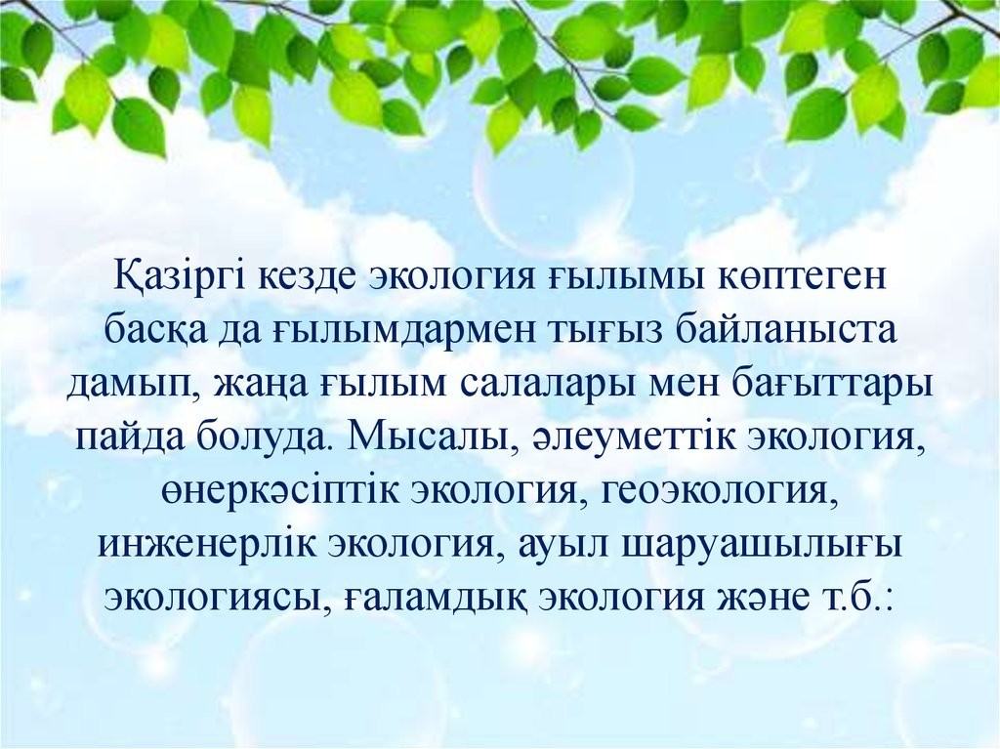 Қазіргі кезде экология ғылымы көптеген
басқа да ғылымдармен тығыз байланыста
дамып, жаңа ғылым салалары мен бағыттары
пайда болуда. Мысалы, әлеуметтік экология,
өнеркәсіптік экология, геоэкология,
инженерлік экология, ауыл шаруашылығы
экологиясы, ғаламдық экология және т.б.: